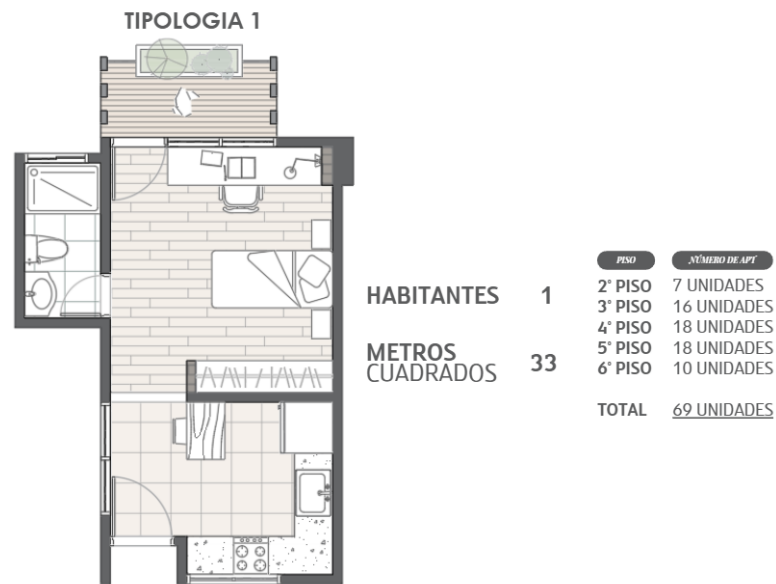 TIPOLOGIA 1
HABITANTES 1
METROS
CUADRADOS 33
PISO NÚMERO DE APT
2° PISO 7 UNIDADES
3° PISO 16 UNIDADES
4° PISO 18 UNIDADES
5° PISO 18 UNIDADES
6° PISO 10 UNIDADES
TOTAL 69 UNIDADES